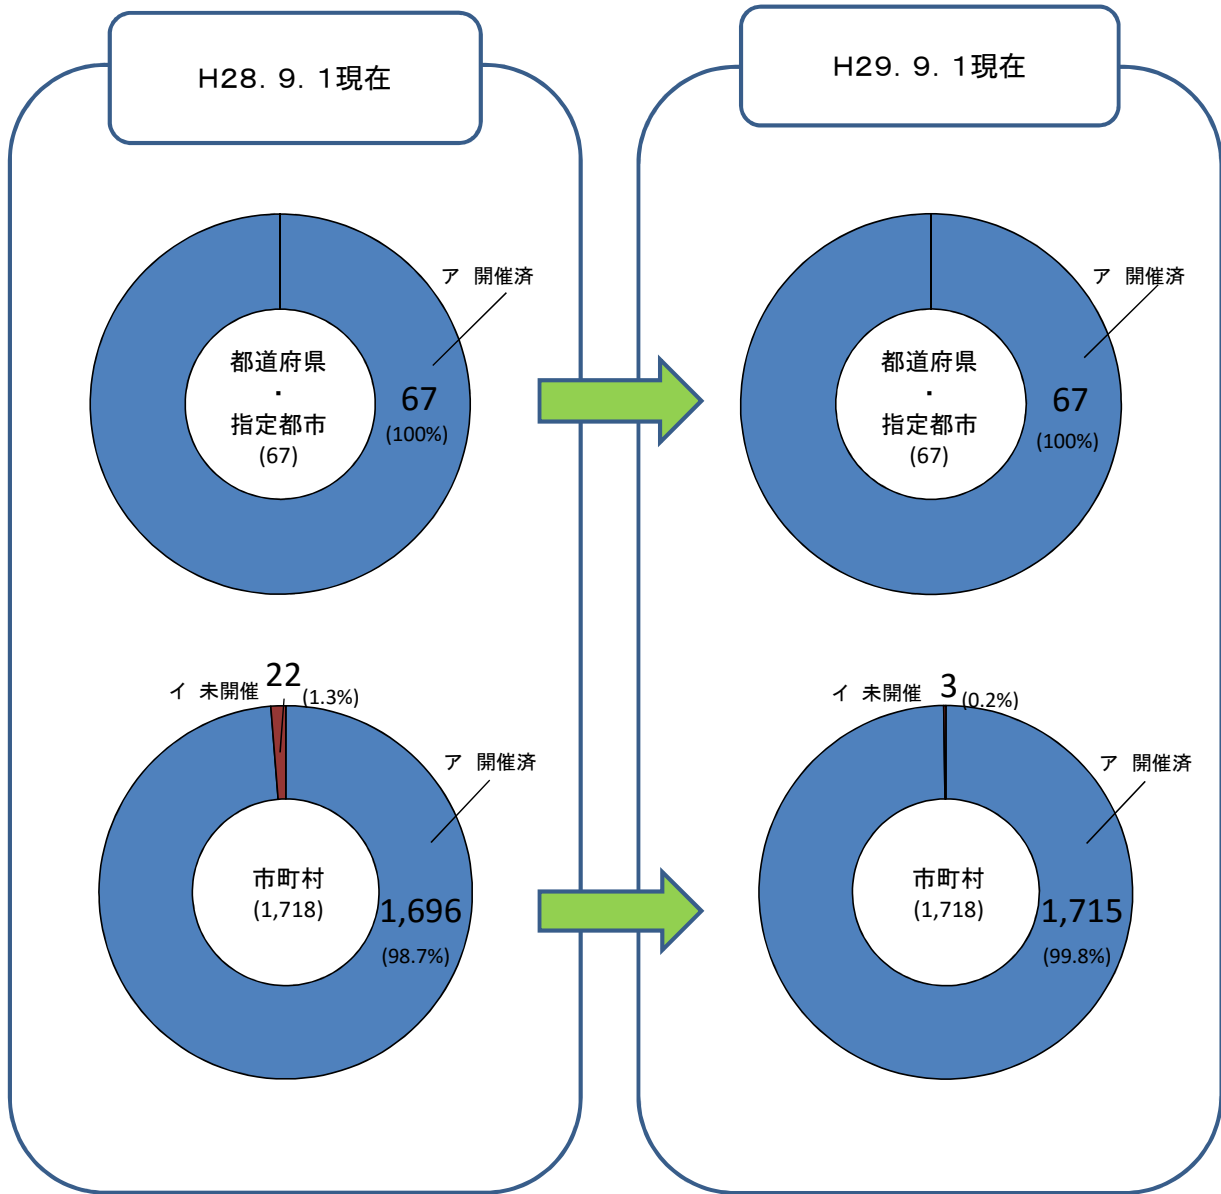 H28. 9. 1現在
ア 開催済
都道府県
・
指定都市
(67)
67
(100%)
イ 未開催
22
(1.3%)
ア 開催済
市町村
(1,718)
1,696
(98.7%)
H29. 9. 1現在
ア 開催済
都道府県
・
指定都市
(67)
67
(100%)
イ 未開催
3
(0.2%)
ア 開催済
市町村
(1,718)
1,715
(99.8%)